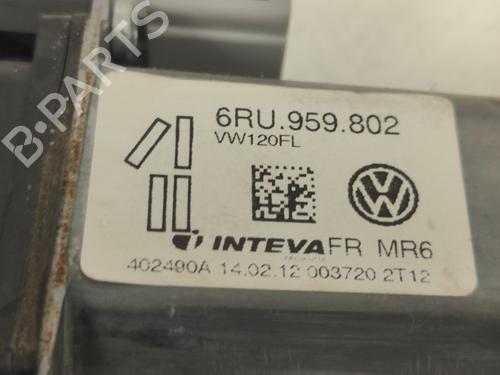 6RU.959.802
VW120FL
INTEVA FR MR6
402490A 14.02.12 003720 2T12
B-PARTS